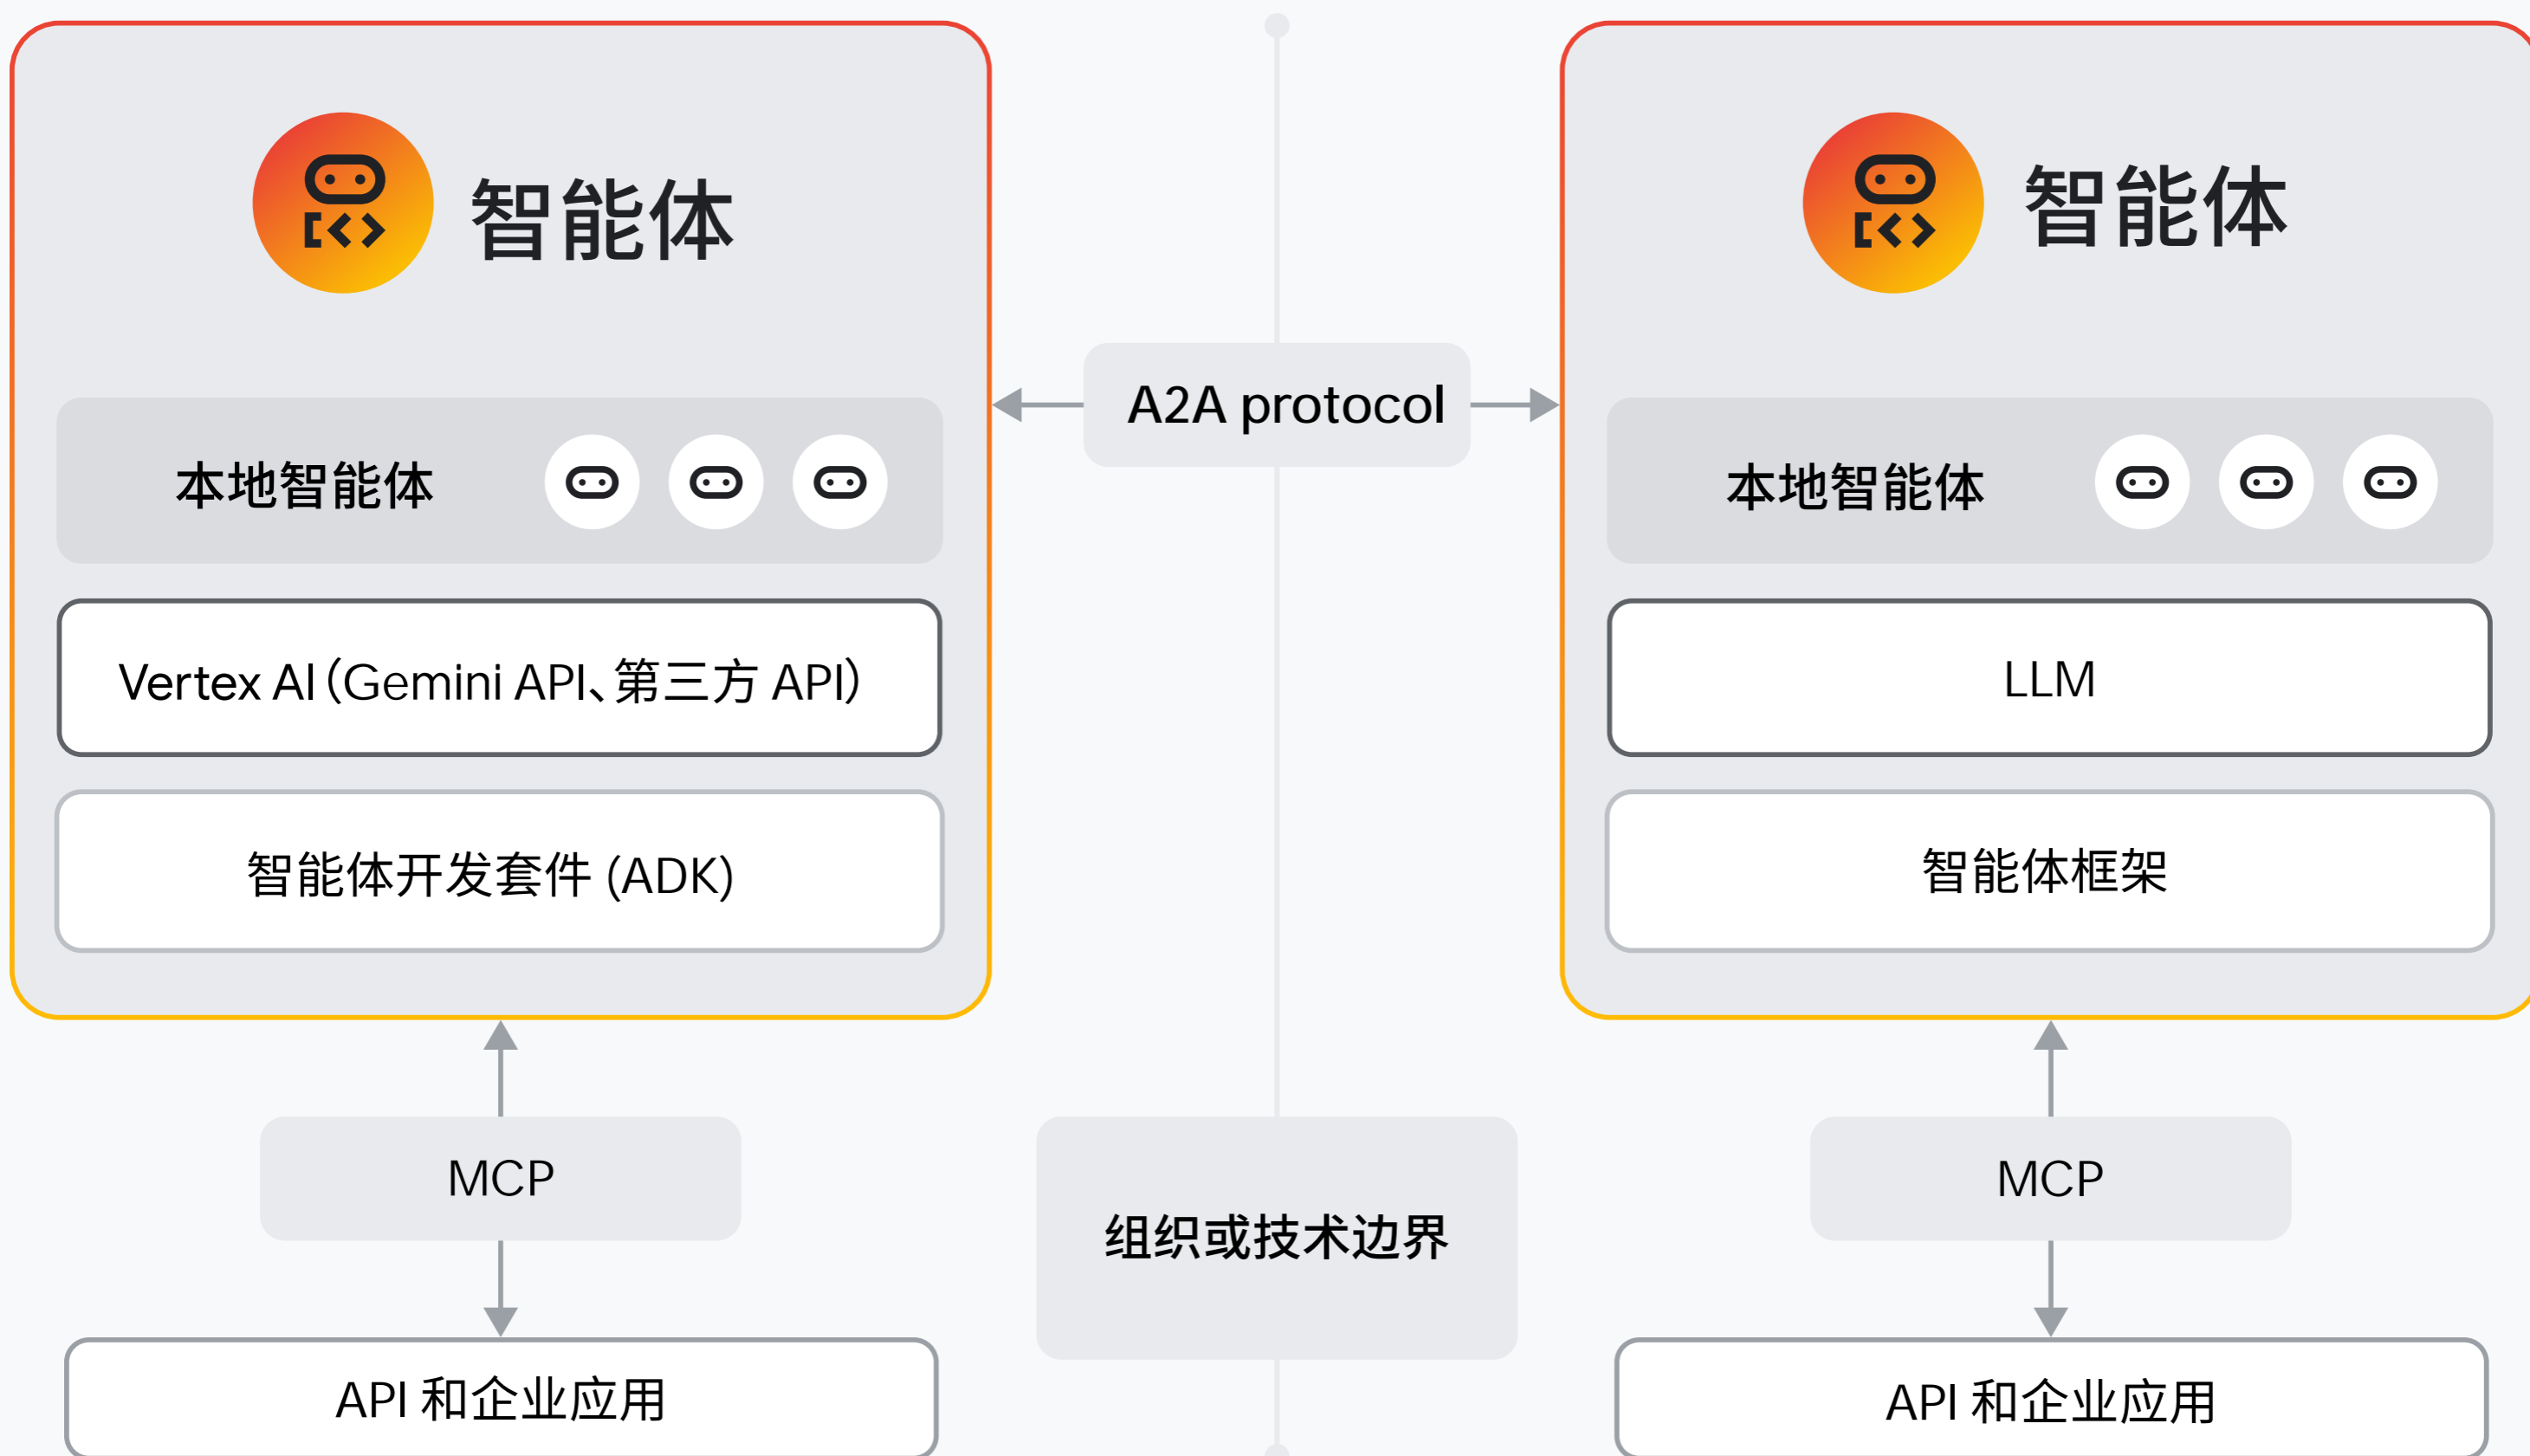 智能体
本地智能体
Vertex AI（Gemini API、第三方 API）
智能体开发套件 (ADK)
MCP
API 和企业应用
A2A protocol
组织或技术边界
智能体
本地智能体
LLM
智能体框架
MCP
API 和企业应用